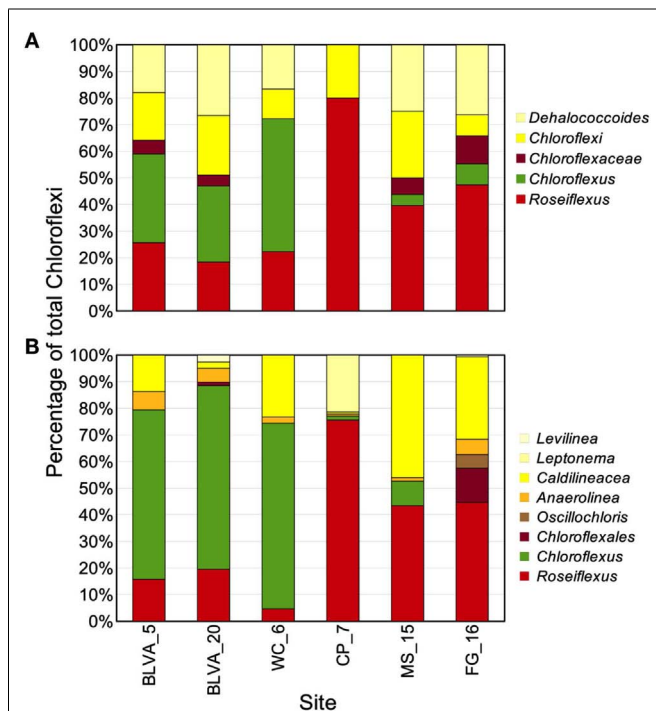 A
100%
90%
80%
70%
60%
50%
40%
30%
20%
10%
0%
Dehalococcoides
Chloroflexi
Chloroflexaceae
Chloroflexus
Roseiflexus
Percentage of total Chloroflexi
B
100%
90%
80%
70%
60%
50%
40%
30%
20%
10%
0%
Levilinea
Leptonema
Caldilineacea
Anaerolinea
Oscillochloris
Chloroflexales
Chloroflexus
Roseiflexus
BLVA_5
BLVA_20
WC_6
CP_7
MS_15
FG_16
Site